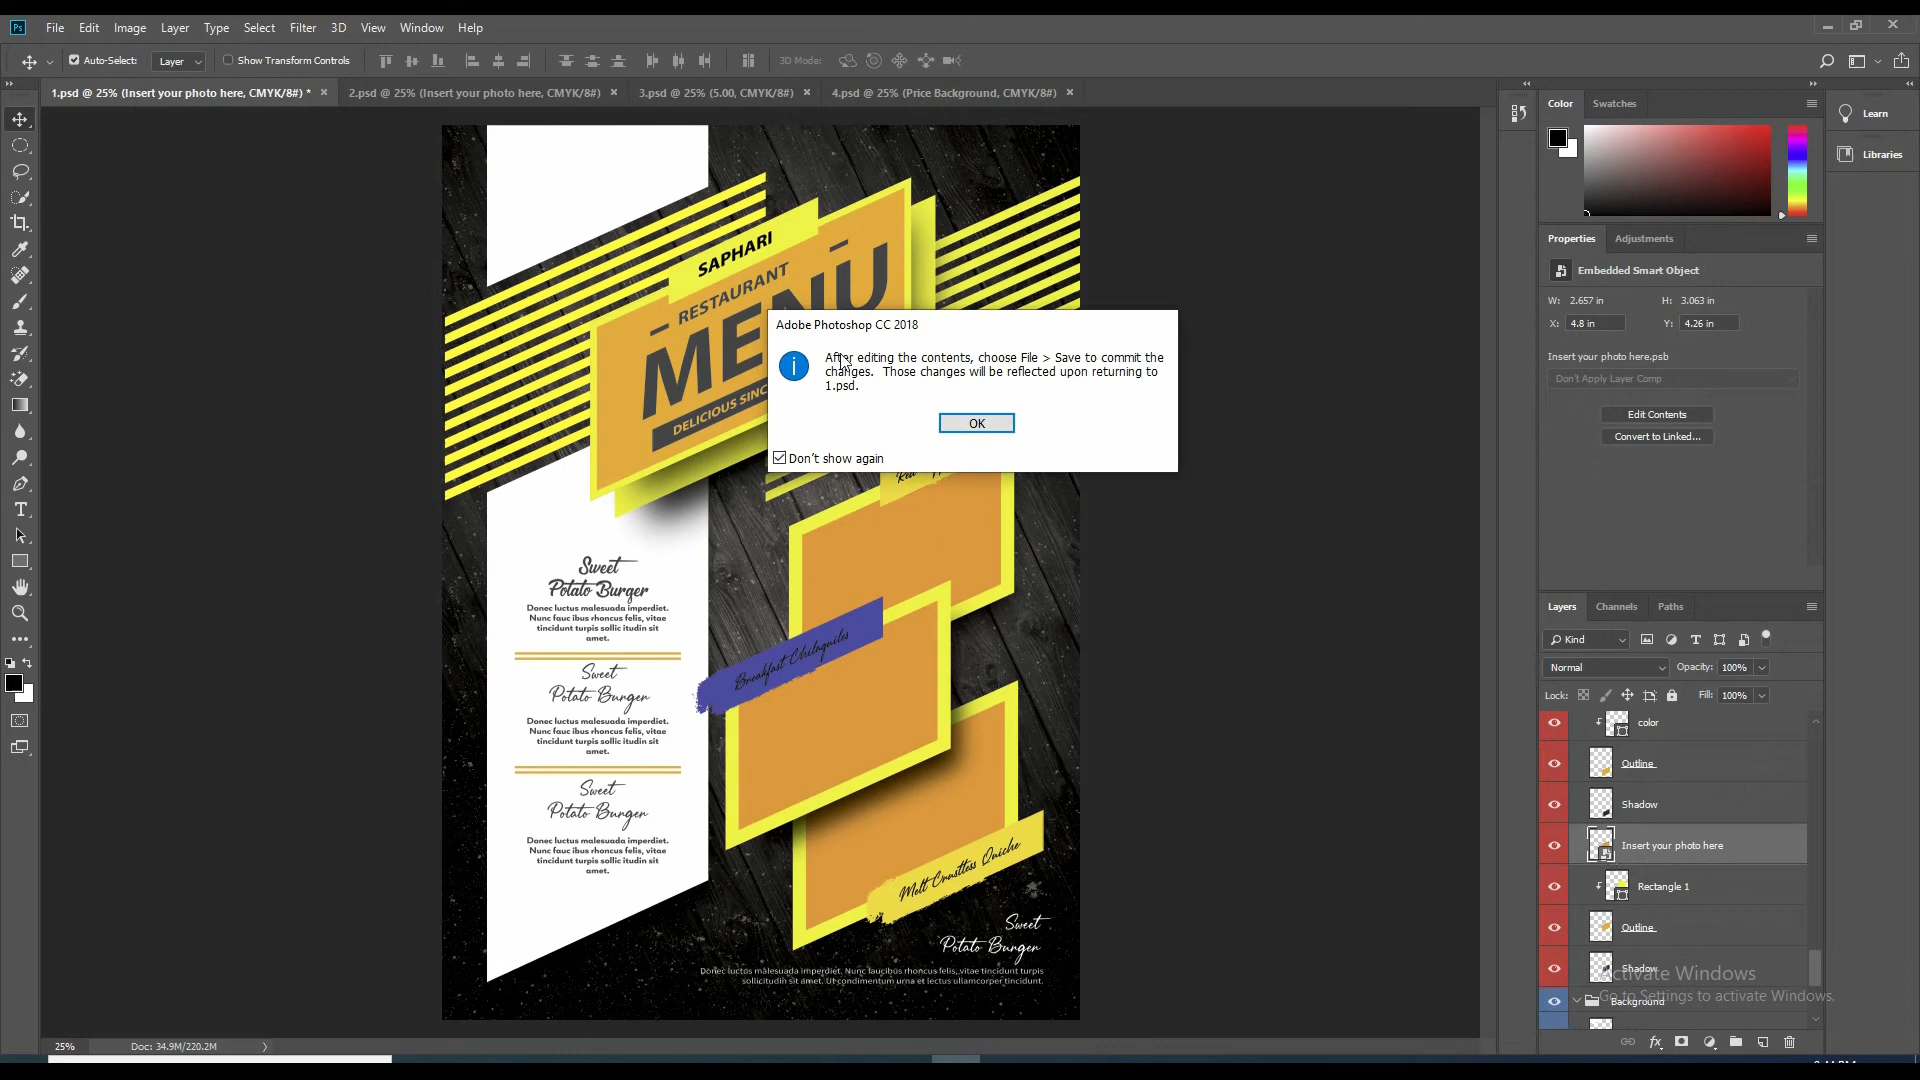 Ps File Edit Image Layer Type Select Filter 3D View Window Help
Auto-Select: Layer Show Transform Controls 3D Mode:
1.psd @ 25% (Insert your photo here, CMYK/8#) * 2.psd @ 25% (Insert your photo here, CMYK/8#) 3.psd @ 25% (5.00, CMYK/8#) 4.psd @ 25% (Price Background, CMYK/8#)
SAPHARI
RESTAURANT
MENU
DELICIOUS SINC
Adobe Photoshop CC 2018
After editing the contents, choose File > Save to commit the
changes. Those changes will be reflected upon returning to
1.psd.
OK
Don't show again
Sweet
Potato Burger
Donec luctus malesuada imperdiet.
Nunc fauc ibus rhoncus felis, vitae
tincidunt turpis sollic itudin sit
amet.
Sweet
Potato Burger
Donec luctus malesuada imperdiet.
Nunc fauc ibus rhoncus felis, vitae
tincidunt turpis sollic itudin sit
amet.
Sweet
Potato Burger
Donec luctus malesuada imperdiet.
Nunc fauc ibus rhoncus felis, vitae
tincidunt turpis sollic itudin sit
amet.
Breakfast Chilaquiles
Melt Crustless Quiche
Sweet
Potato Burger
Donec luctus malesuada imperdiet. Nunc faucibus rhoncus felis, vitae tincidunt turpis
sollicitudin sit amet. Ut condimentum urna et lectus ullamcorper tincidunt.
25% Doc: 34.9M/220.2M
Color Swatches
Learn
Libraries
Properties Adjustments
Embedded Smart Object
W: 2.657 in H: 3.063 in
X: 4.8 in Y: 4.26 in
Insert your photo here.psb
Don't Apply Layer Comp
Edit Contents
Convert to Linked...
Layers Channels Paths
Kind
Normal Opacity: 100%
Lock: Fill: 100%
color
Outline
Shadow
Insert your photo here
Rectangle 1
Outline
Shadow
Background
Activate Windows
Go to Settings to activate Windows.